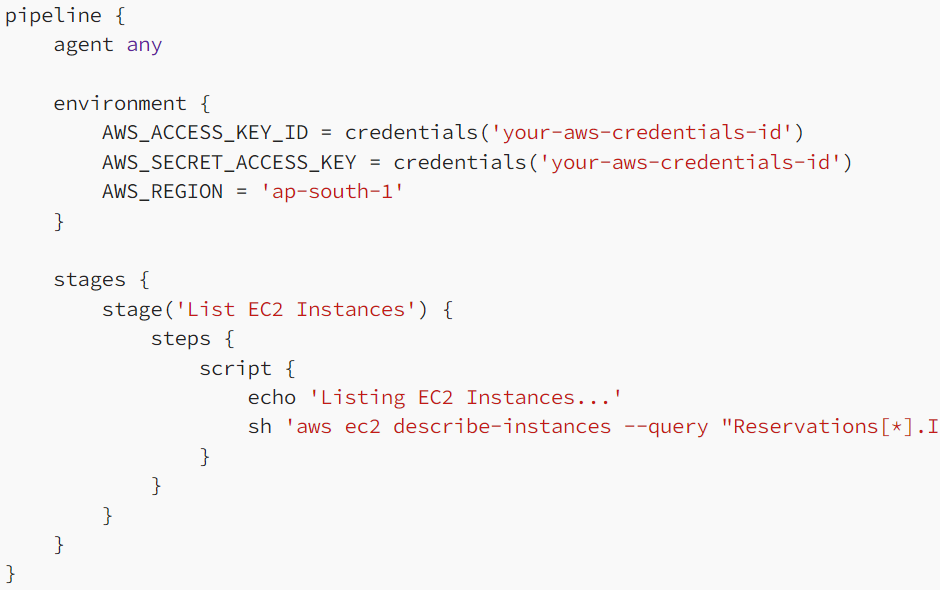 pipeline {
    agent any

    environment {
        AWS_ACCESS_KEY_ID = credentials('your-aws-credentials-id')
        AWS_SECRET_ACCESS_KEY = credentials('your-aws-credentials-id')
        AWS_REGION = 'ap-south-1'
    }

    stages {
        stage('List EC2 Instances') {
            steps {
                script {
                    echo 'Listing EC2 Instances...'
                    sh 'aws ec2 describe-instances --query "Reservations[*].I
                }
            }
        }
    }
}